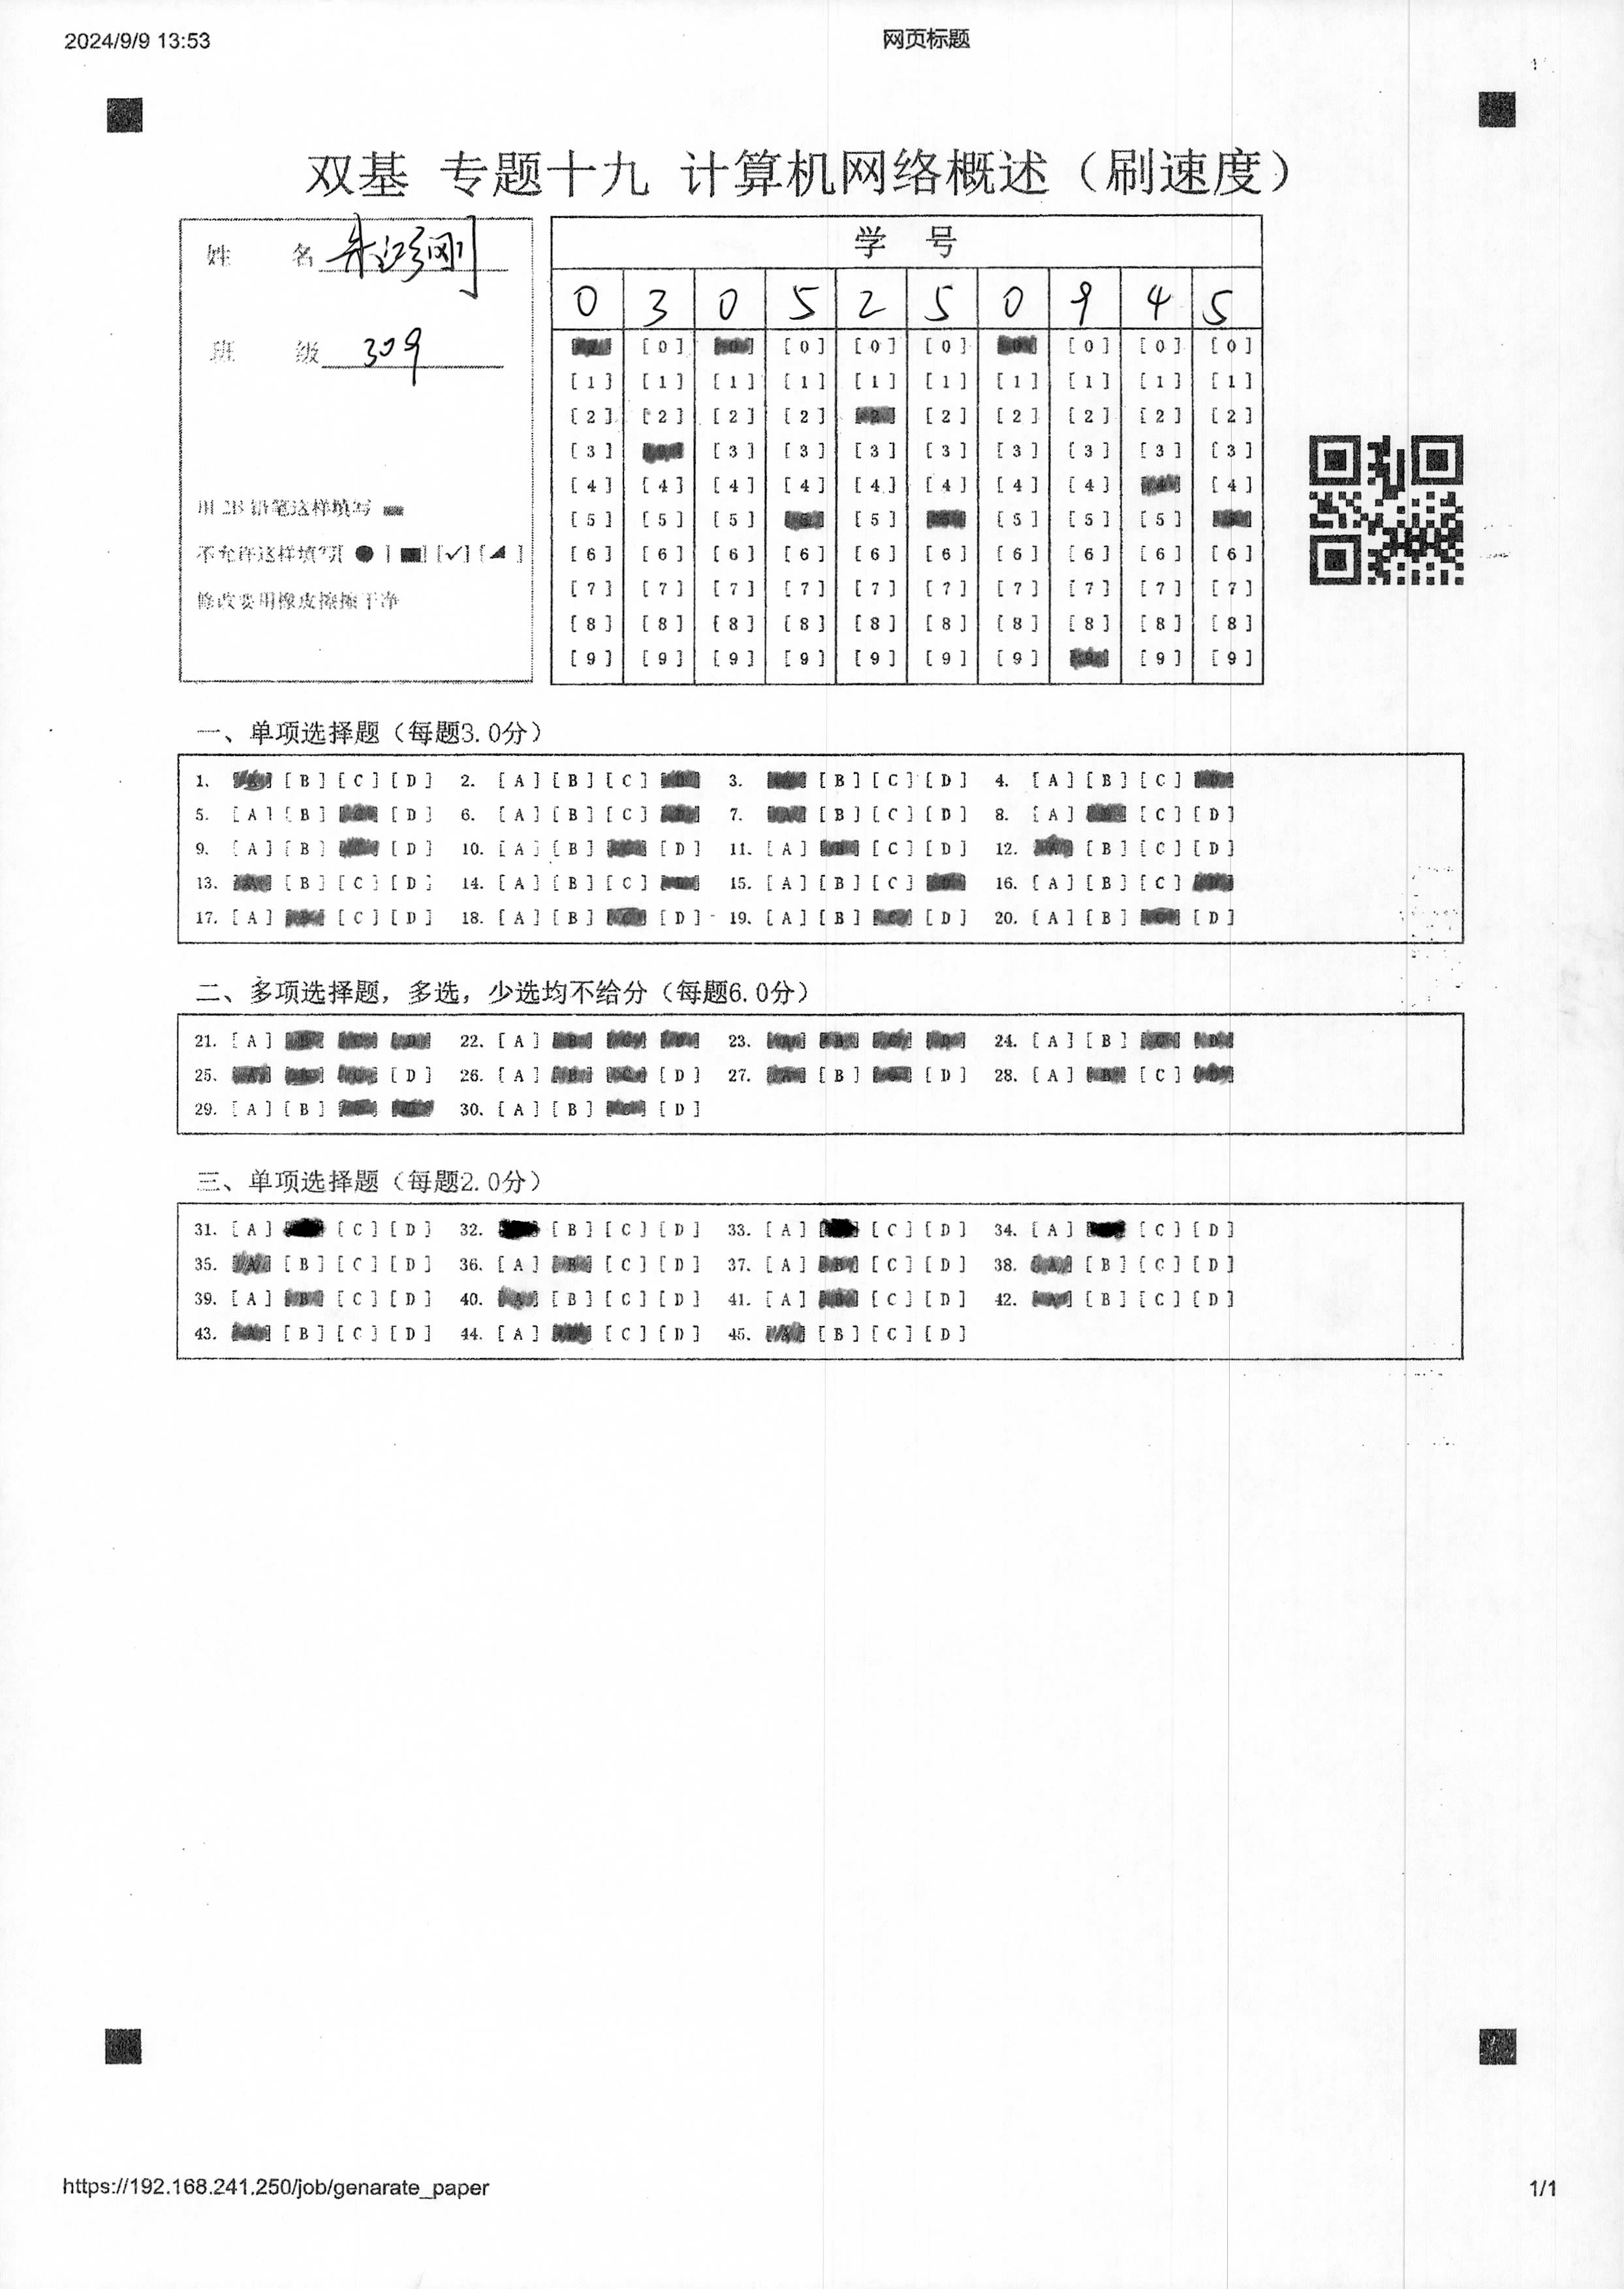 2024/9/9 13:53 网页标题
双基 专题十九 计算机网络概述（刷速度）
姓 名
班 级 309
用 2B 铅笔这样填写
不允许这样填写[ ● ] [■] [✓] [◢ ]
修改要用橡皮擦擦干净
学 号
0 3 0 5 2 5 0 9 4 5
[0] [0] [0] [0] [0] [0]
[1] [1] [1] [1] [1] [1] [1] [1] [1] [1]
[2] [2] [2] [2] [2] [2] [2] [2] [2]
[3] [3] [3] [3] [3] [3] [3] [3] [3]
[4] [4] [4] [4] [4] [4] [4] [4] [4]
[5] [5] [5] [5] [5] [5] [5]
[6] [6] [6] [6] [6] [6] [6] [6] [6] [6]
[7] [7] [7] [7] [7] [7] [7] [7] [7] [7]
[8] [8] [8] [8] [8] [8] [8] [8] [8] [8]
[9] [9] [9] [9] [9] [9] [9] [9] [9]
一、单项选择题（每题3.0分）
1. [B] [C] [D] 2. [A] [B] [C] 3. [B] [C] [D] 4. [A] [B] [C]
5. [A] [B] [D] 6. [A] [B] [C] 7. [B] [C] [D] 8. [A] [C] [D]
9. [A] [B] [D] 10. [A] [B] [D] 11. [A] [C] [D] 12. [B] [C] [D]
13. [B] [C] [D] 14. [A] [B] [C] 15. [A] [B] [C] 16. [A] [B] [C]
17. [A] [C] [D] 18. [A] [B] [D] 19. [A] [B] [D] 20. [A] [B] [D]
二、多项选择题，多选，少选均不给分（每题6.0分）
21. [A] 22. [A] 23. 24. [A] [B]
25. [D] 26. [A] [D] 27. [B] [D] 28. [A] [C]
29. [A] [B] 30. [A] [B] [D]
三、单项选择题（每题2.0分）
31. [A] [C] [D] 32. [B] [C] [D] 33. [A] [C] [D] 34. [A] [C] [D]
35. [B] [C] [D] 36. [A] [C] [D] 37. [A] [C] [D] 38. [B] [C] [D]
39. [A] [C] [D] 40. [B] [C] [D] 41. [A] [C] [D] 42. [B] [C] [D]
43. [B] [C] [D] 44. [A] [C] [D] 45. [B] [C] [D]
https://192.168.241.250/job/genarate_paper 1/1